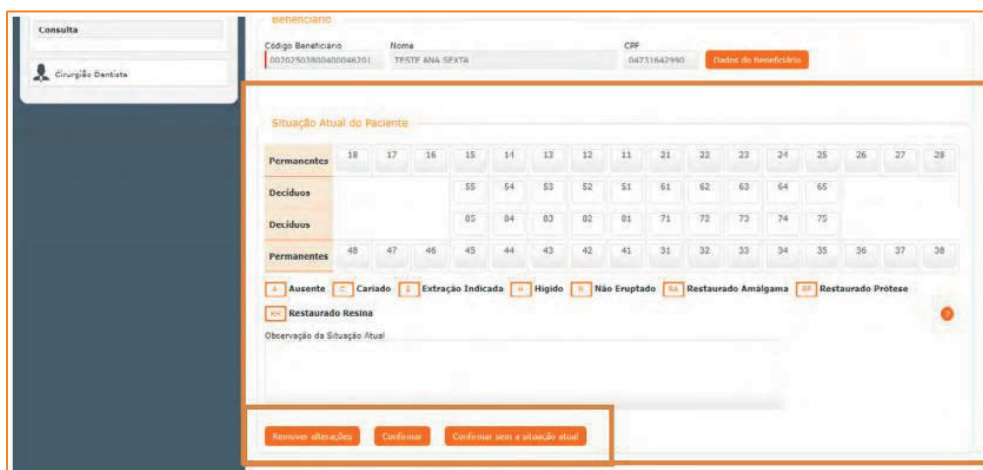 Consulta
Cirurgião Dentista
Beneficiário
Código Beneficiário Nome CPF
00202503800400046201 TESTE ANA SEXTA 04731642990 Dados do Beneficiário
Situação Atual do Paciente
Permanentes 18 17 16 15 14 13 12 11 21 22 23 24 25 26 27 28
Decíduos 55 54 53 52 51 61 62 63 64 65
Decíduos 85 84 83 82 81 71 72 73 74 75
Permanentes 48 47 46 45 44 43 42 41 31 32 33 34 35 36 37 38
A Ausente C Cariado E Extração Indicada H Hígido N Não Eruptado RA Restaurado Amálgama RP Restaurado Prótese
RR Restaurado Resina ?
Observação da Situação Atual
Remover alterações Confirmar Confirmar sem a situação atual